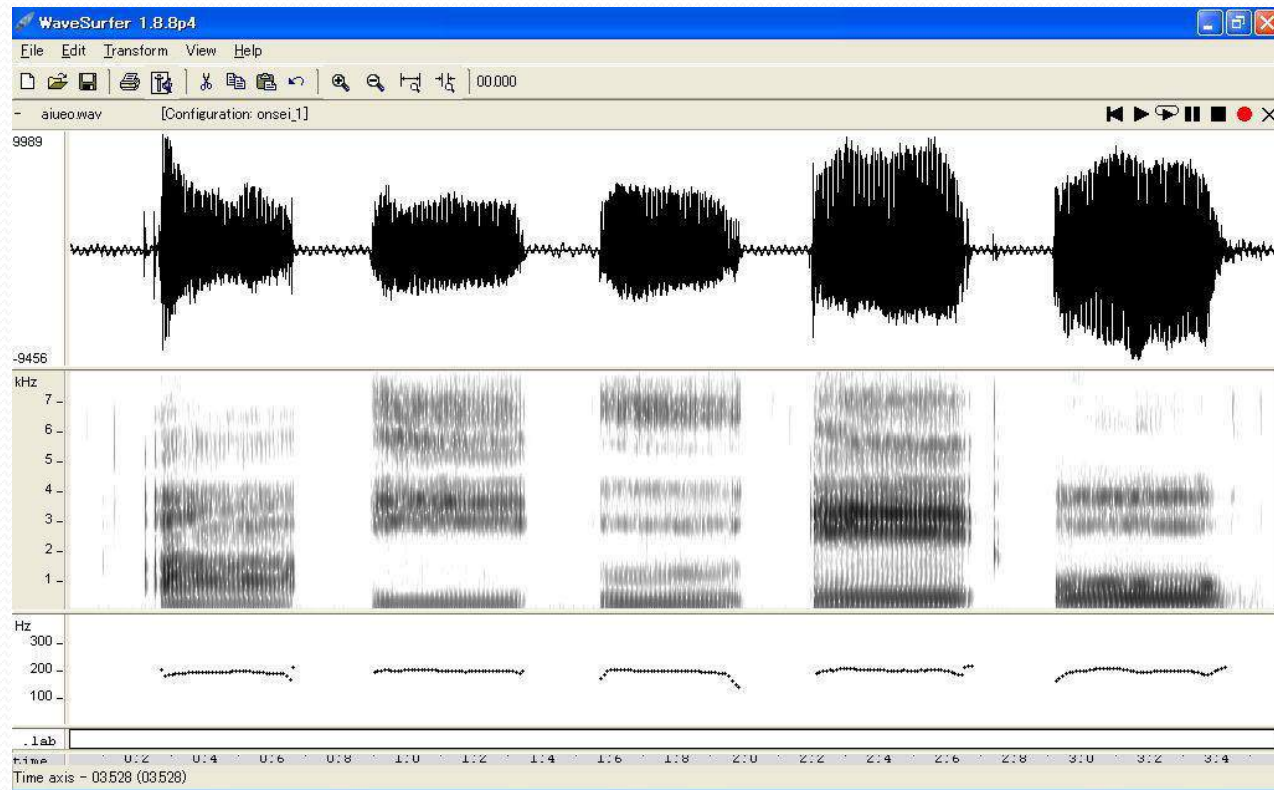 WaveSurfer 1.8.8p4
File Edit Transform View Help
00.000
- aiueo.wav [Configuration: onsei_1]
9989
-9456
kHz
7
6
5
4
3
2
1
Hz
300
200
100
.lab
time 0:2 0:4 0:6 0:8 1:0 1:2 1:4 1:6 1:8 2:0 2:2 2:4 2:6 2:8 3:0 3:2 3:4
Time axis - 03.528 (03.528)